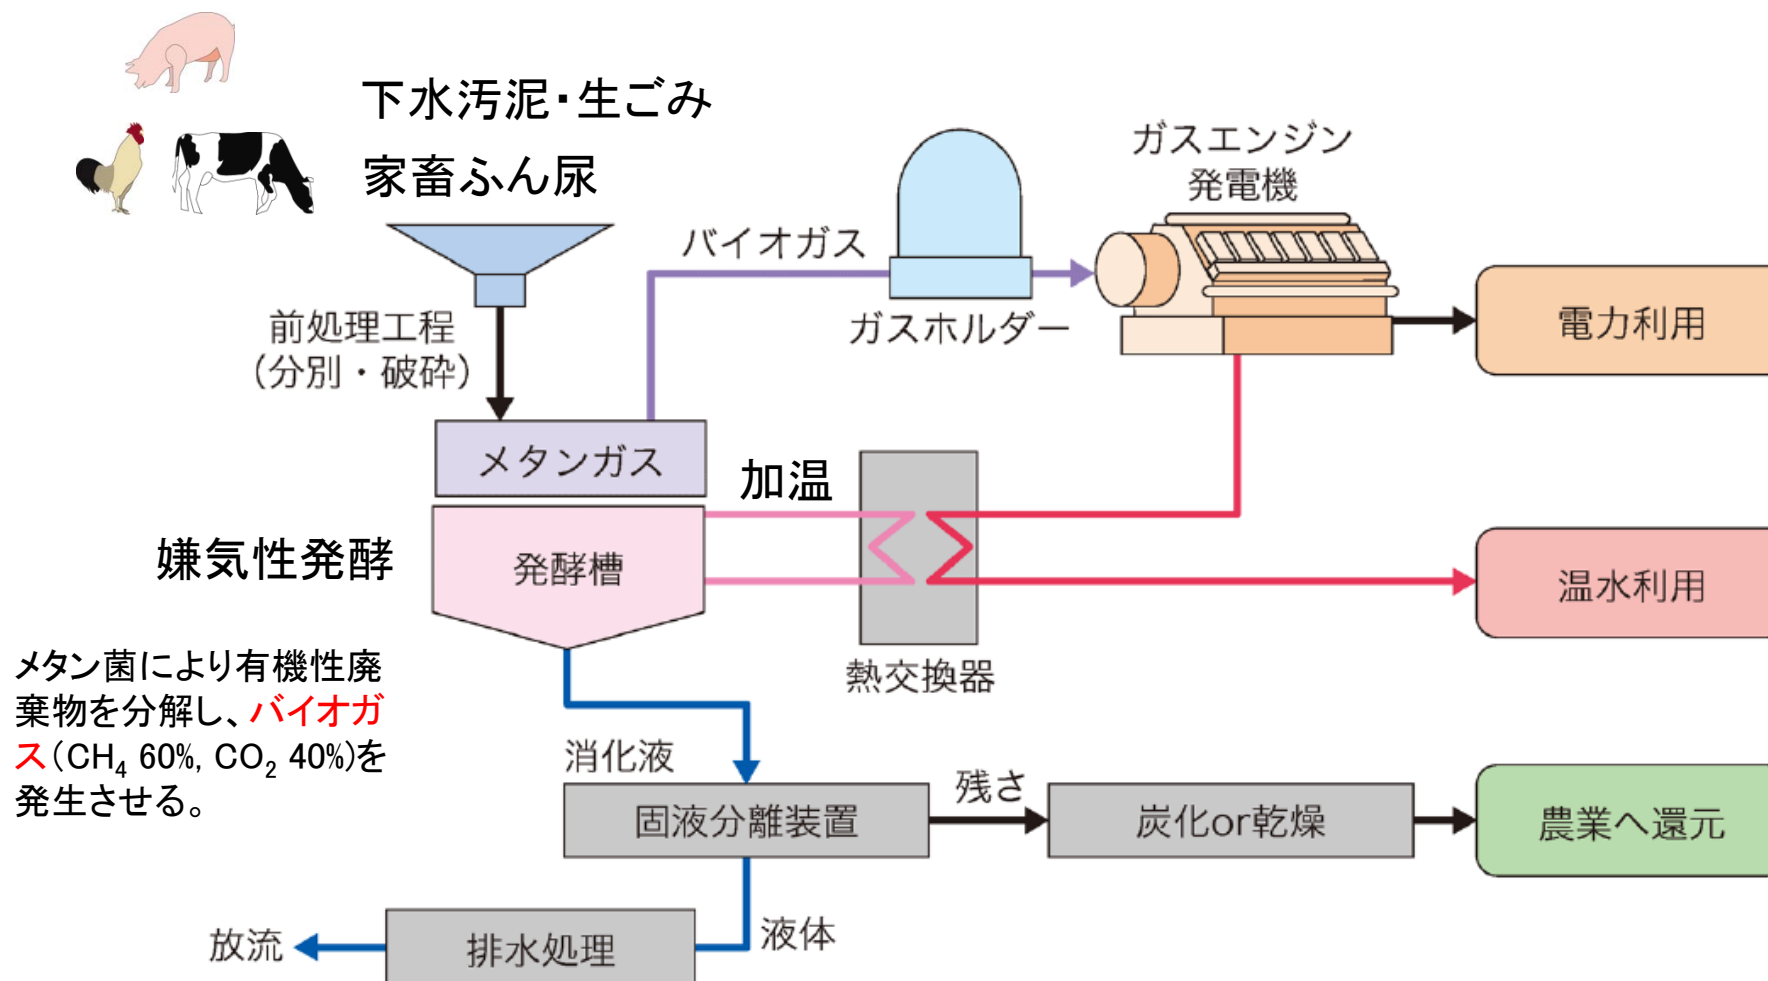 下水汚泥・生ごみ
家畜ふん尿
ガスエンジン
発電機
バイオガス
ガスホルダー
前処理工程
（分別・破砕）
電力利用
メタンガス
加温
嫌気性発酵
発酵槽
温水利用
熱交換器
メタン菌により有機性廃
棄物を分解し、バイオガ
ス（CH₄ 60%, CO₂ 40%)を
発生させる。
消化液
固液分離装置
残さ
炭化or乾燥
農業へ還元
放流
排水処理
液体